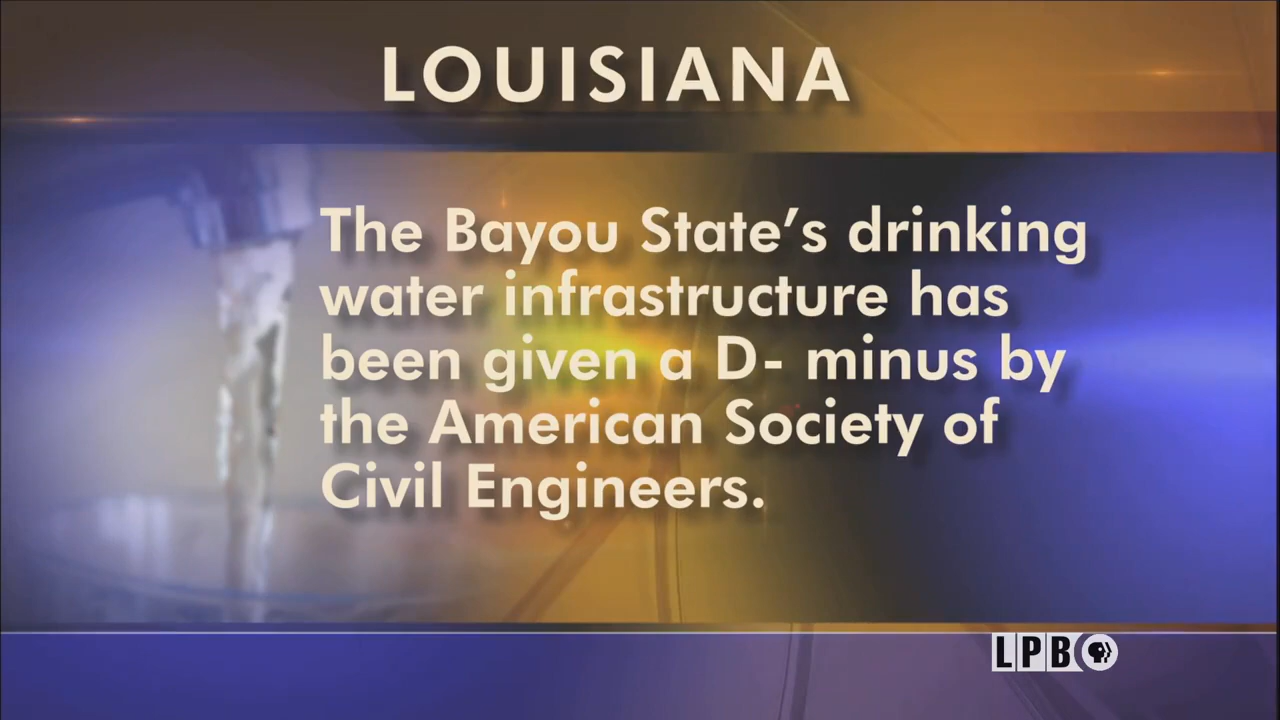 LOUISIANA
The Bayou State’s drinking
water infrastructure has
been given a D- minus by
the American Society of
Civil Engineers.
LPB